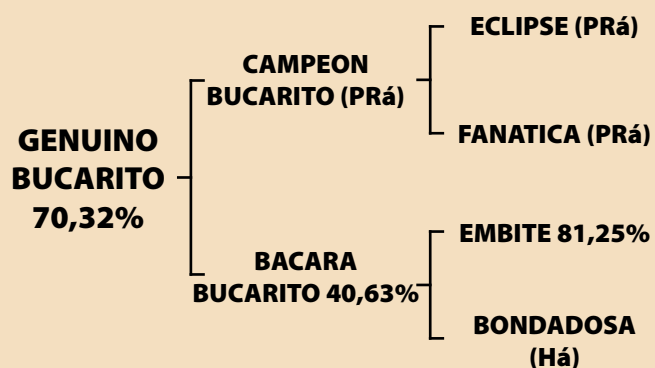 GENUINO
BUCARITO
70,32%
CAMPEON
BUCARITO (PRá)
BACARA
BUCARITO 40,63%
ECLIPSE (PRá)
FANATICA (PRá)
EMBITE 81,25%
BONDADOSA
(Há)